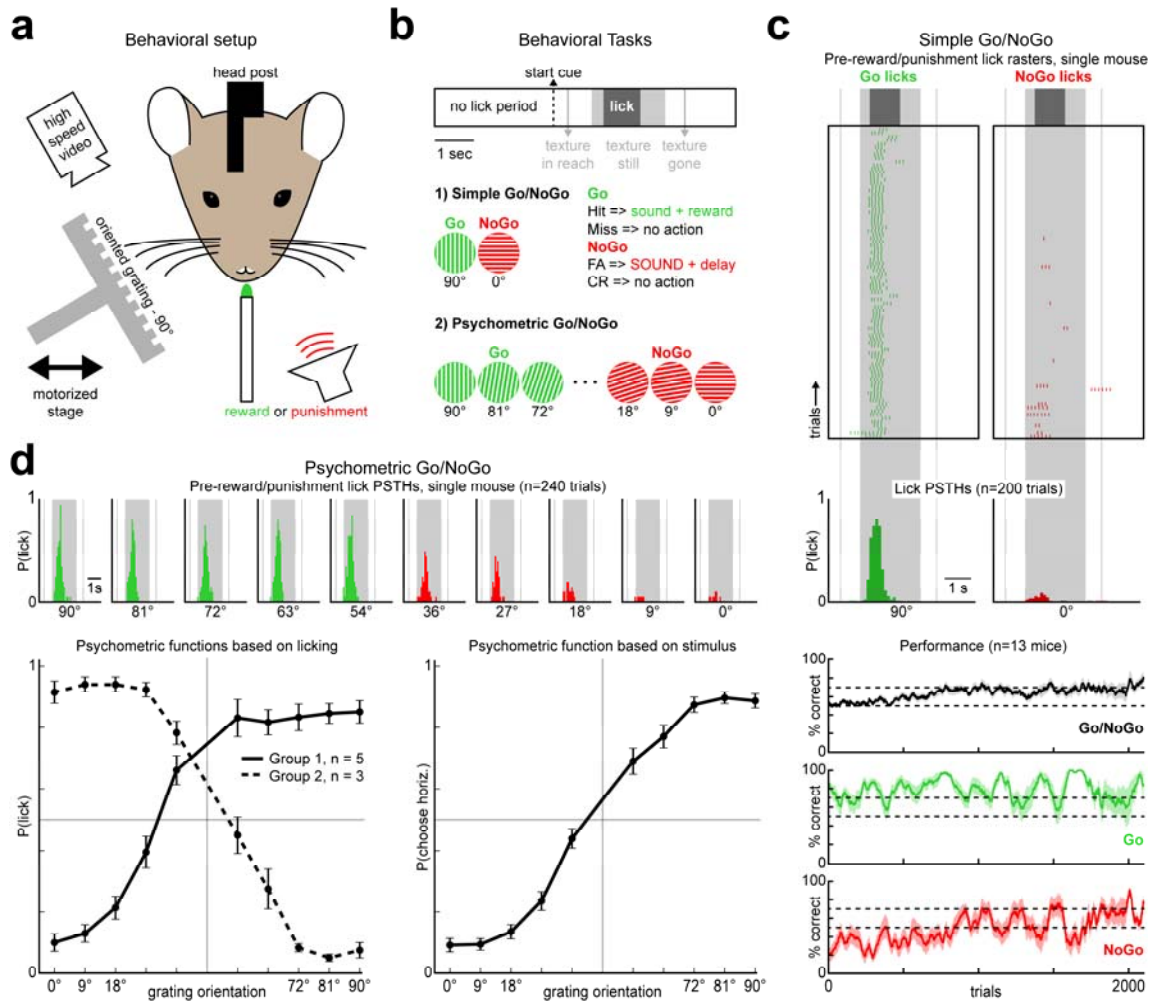 a
Behavioral setup
head post
high
speed
video
oriented grating - 90°
motorized
stage
reward or punishment
b
Behavioral Tasks
start cue
no lick period
lick
1 sec
texture
in reach
texture
still
texture
gone
1) Simple Go/NoGo
Go
NoGo
90°
0°
Go
Hit => sound + reward
Miss => no action
NoGo
FA => SOUND + delay
CR => no action
2) Psychometric Go/NoGo
Go
NoGo
90°
81°
72°
. . .
18°
9°
0°
c
Simple Go/NoGo
Pre-reward/punishment lick rasters, single mouse
Go licks
NoGo licks
trials
Lick PSTHs (n=200 trials)
1
P(lick)
0
1 s
90°
0°
Performance (n=13 mice)
100
% correct
0
Go/NoGo
100
% correct
0
Go
100
% correct
0
NoGo
0
trials
2000
d
Psychometric Go/NoGo
Pre-reward/punishment lick PSTHs, single mouse (n=240 trials)
1
P(lick)
0
1s
90°
81°
72°
63°
54°
36°
27°
18°
9°
0°
Psychometric functions based on licking
1
P(lick)
0
Group 1, n = 5
Group 2, n = 3
0°
9°
18°
72°
81°
90°
grating orientation
Psychometric function based on stimulus
1
P(choose horiz.)
0
0°
9°
18°
72°
81°
90°
grating orientation